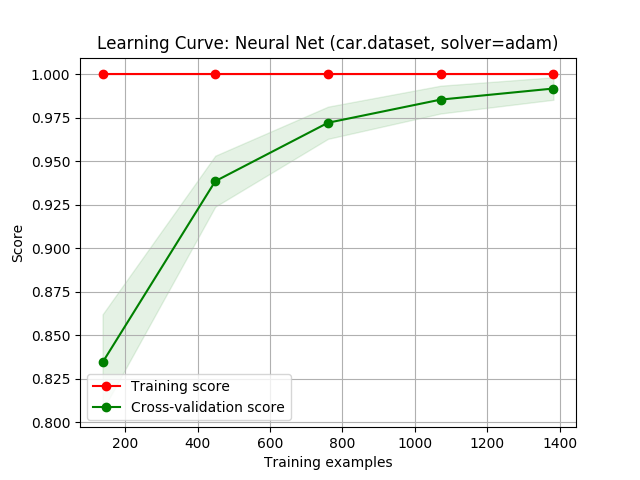 Learning Curve: Neural Net (car.dataset, solver=adam)
1.000
0.975
0.950
0.925
0.900
0.875
0.850
0.825
0.800
Score
Training score
Cross-validation score
200 400 600 800 1000 1200 1400
Training examples